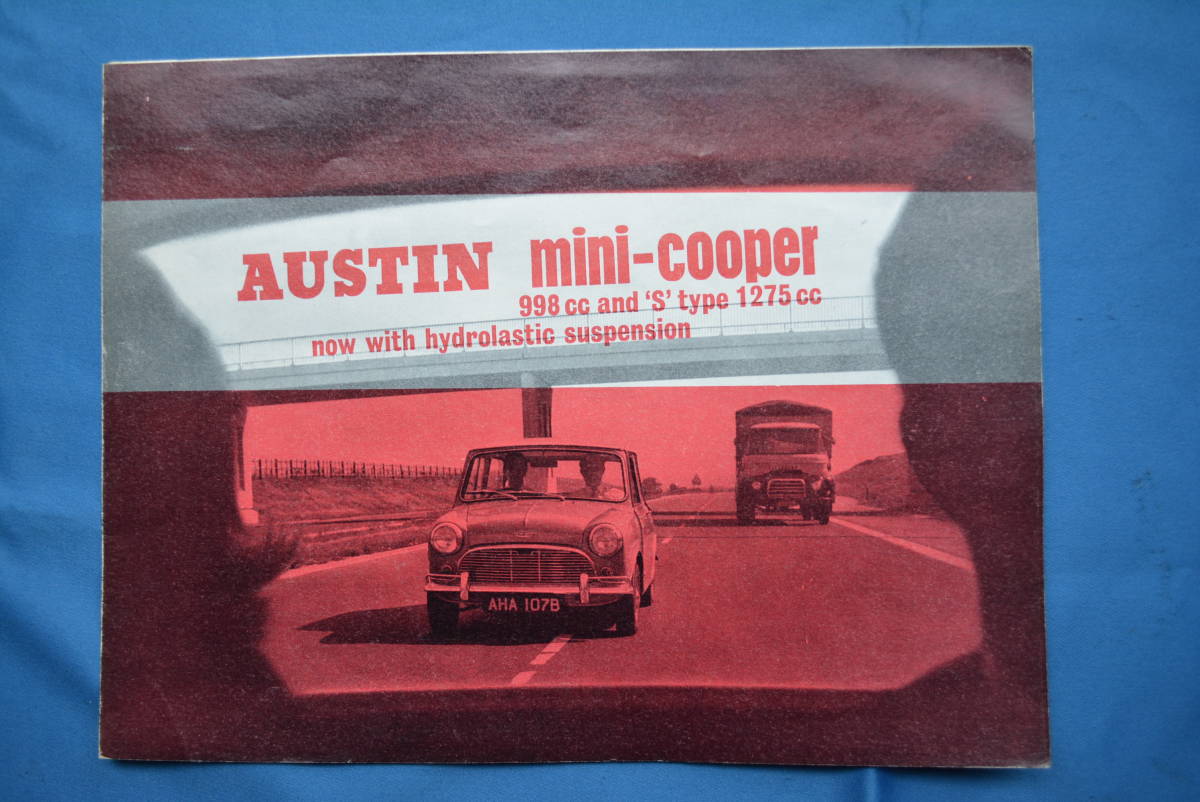 AUSTIN mini-cooper
998 cc and 'S' type 1275 cc
now with hydrolastic suspension
AHA 107B